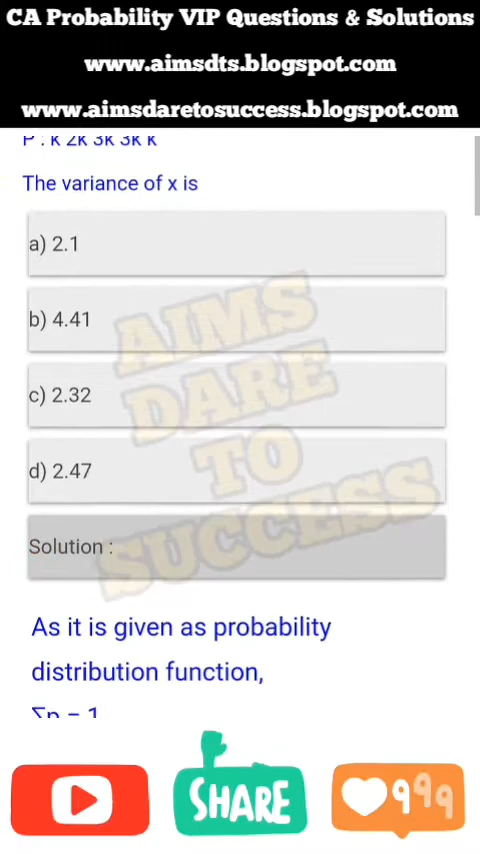 CA Probability VIP Questions & Solutions
www.aimsdts.blogspot.com
www.aimsdaretosuccess.blogspot.com
P : k 2k 3k 3k k
The variance of x is
a) 2.1
b) 4.41
c) 2.32
d) 2.47
Solution :
AIMS
DARE
TO
SUCCESS
As it is given as probability
distribution function,
∑p = 1
SHARE
999